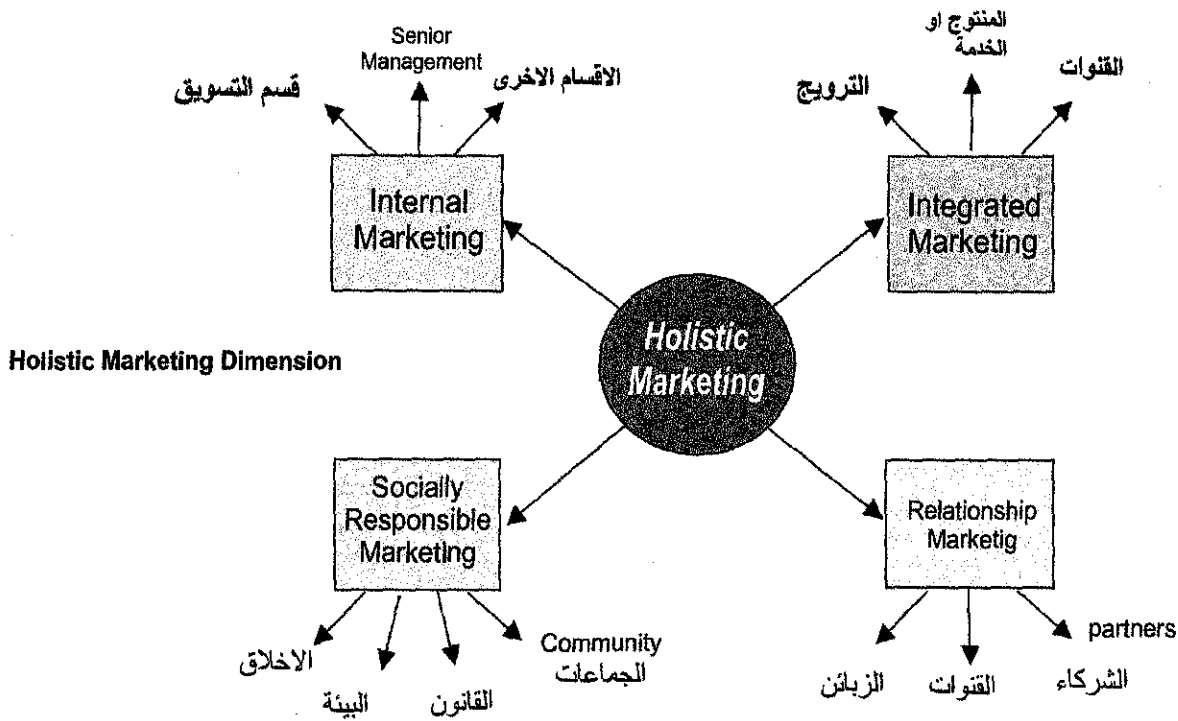 Senior
Management
قسم التسويق
الاقسام الاخرى
Internal
Marketing
المنتوج او
الخدمة
الترويج
القنوات
Integrated
Marketing
Holistic
Marketing
Holistic Marketing Dimension
Socially
Responsible
Marketing
الاخلاق
البيئة
القانون
Community
الجماعات
Relationship
Marketig
الزبائن
القنوات
partners
الشركاء